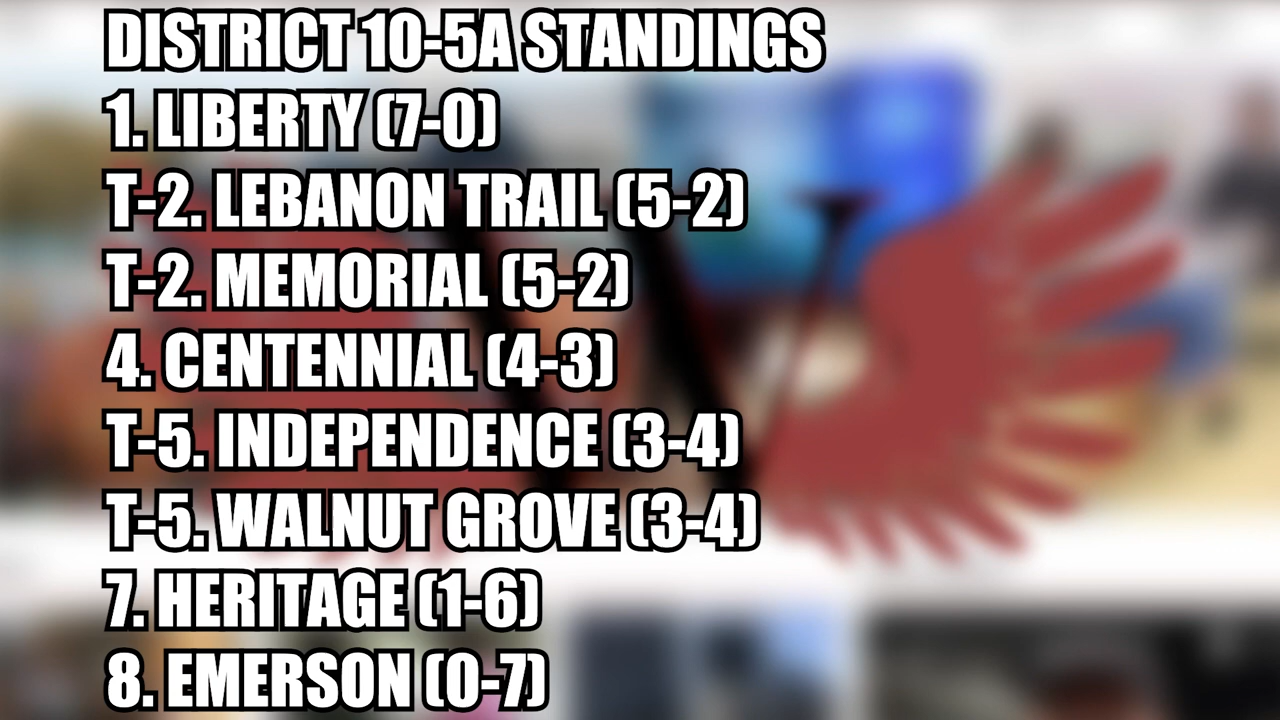 DISTRICT 10-5A STANDINGS
1. LIBERTY (7-0)
T-2. LEBANON TRAIL (5-2)
T-2. MEMORIAL (5-2)
4. CENTENNIAL (4-3)
T-5. INDEPENDENCE (3-4)
T-5. WALNUT GROVE (3-4)
7. HERITAGE (1-6)
8. EMERSON (0-7)